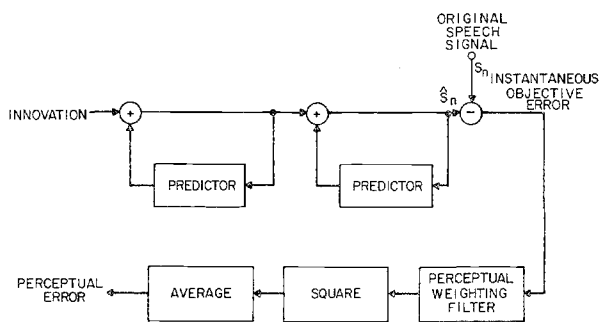 ORIGINAL
SPEECH
SIGNAL
Sn
INSTANTANEOUS
OBJECTIVE
ERROR
Ŝn
INNOVATION
+
+
−
PREDICTOR
PREDICTOR
PERCEPTUAL
ERROR
AVERAGE
SQUARE
PERCEPTUAL
WEIGHTING
FILTER